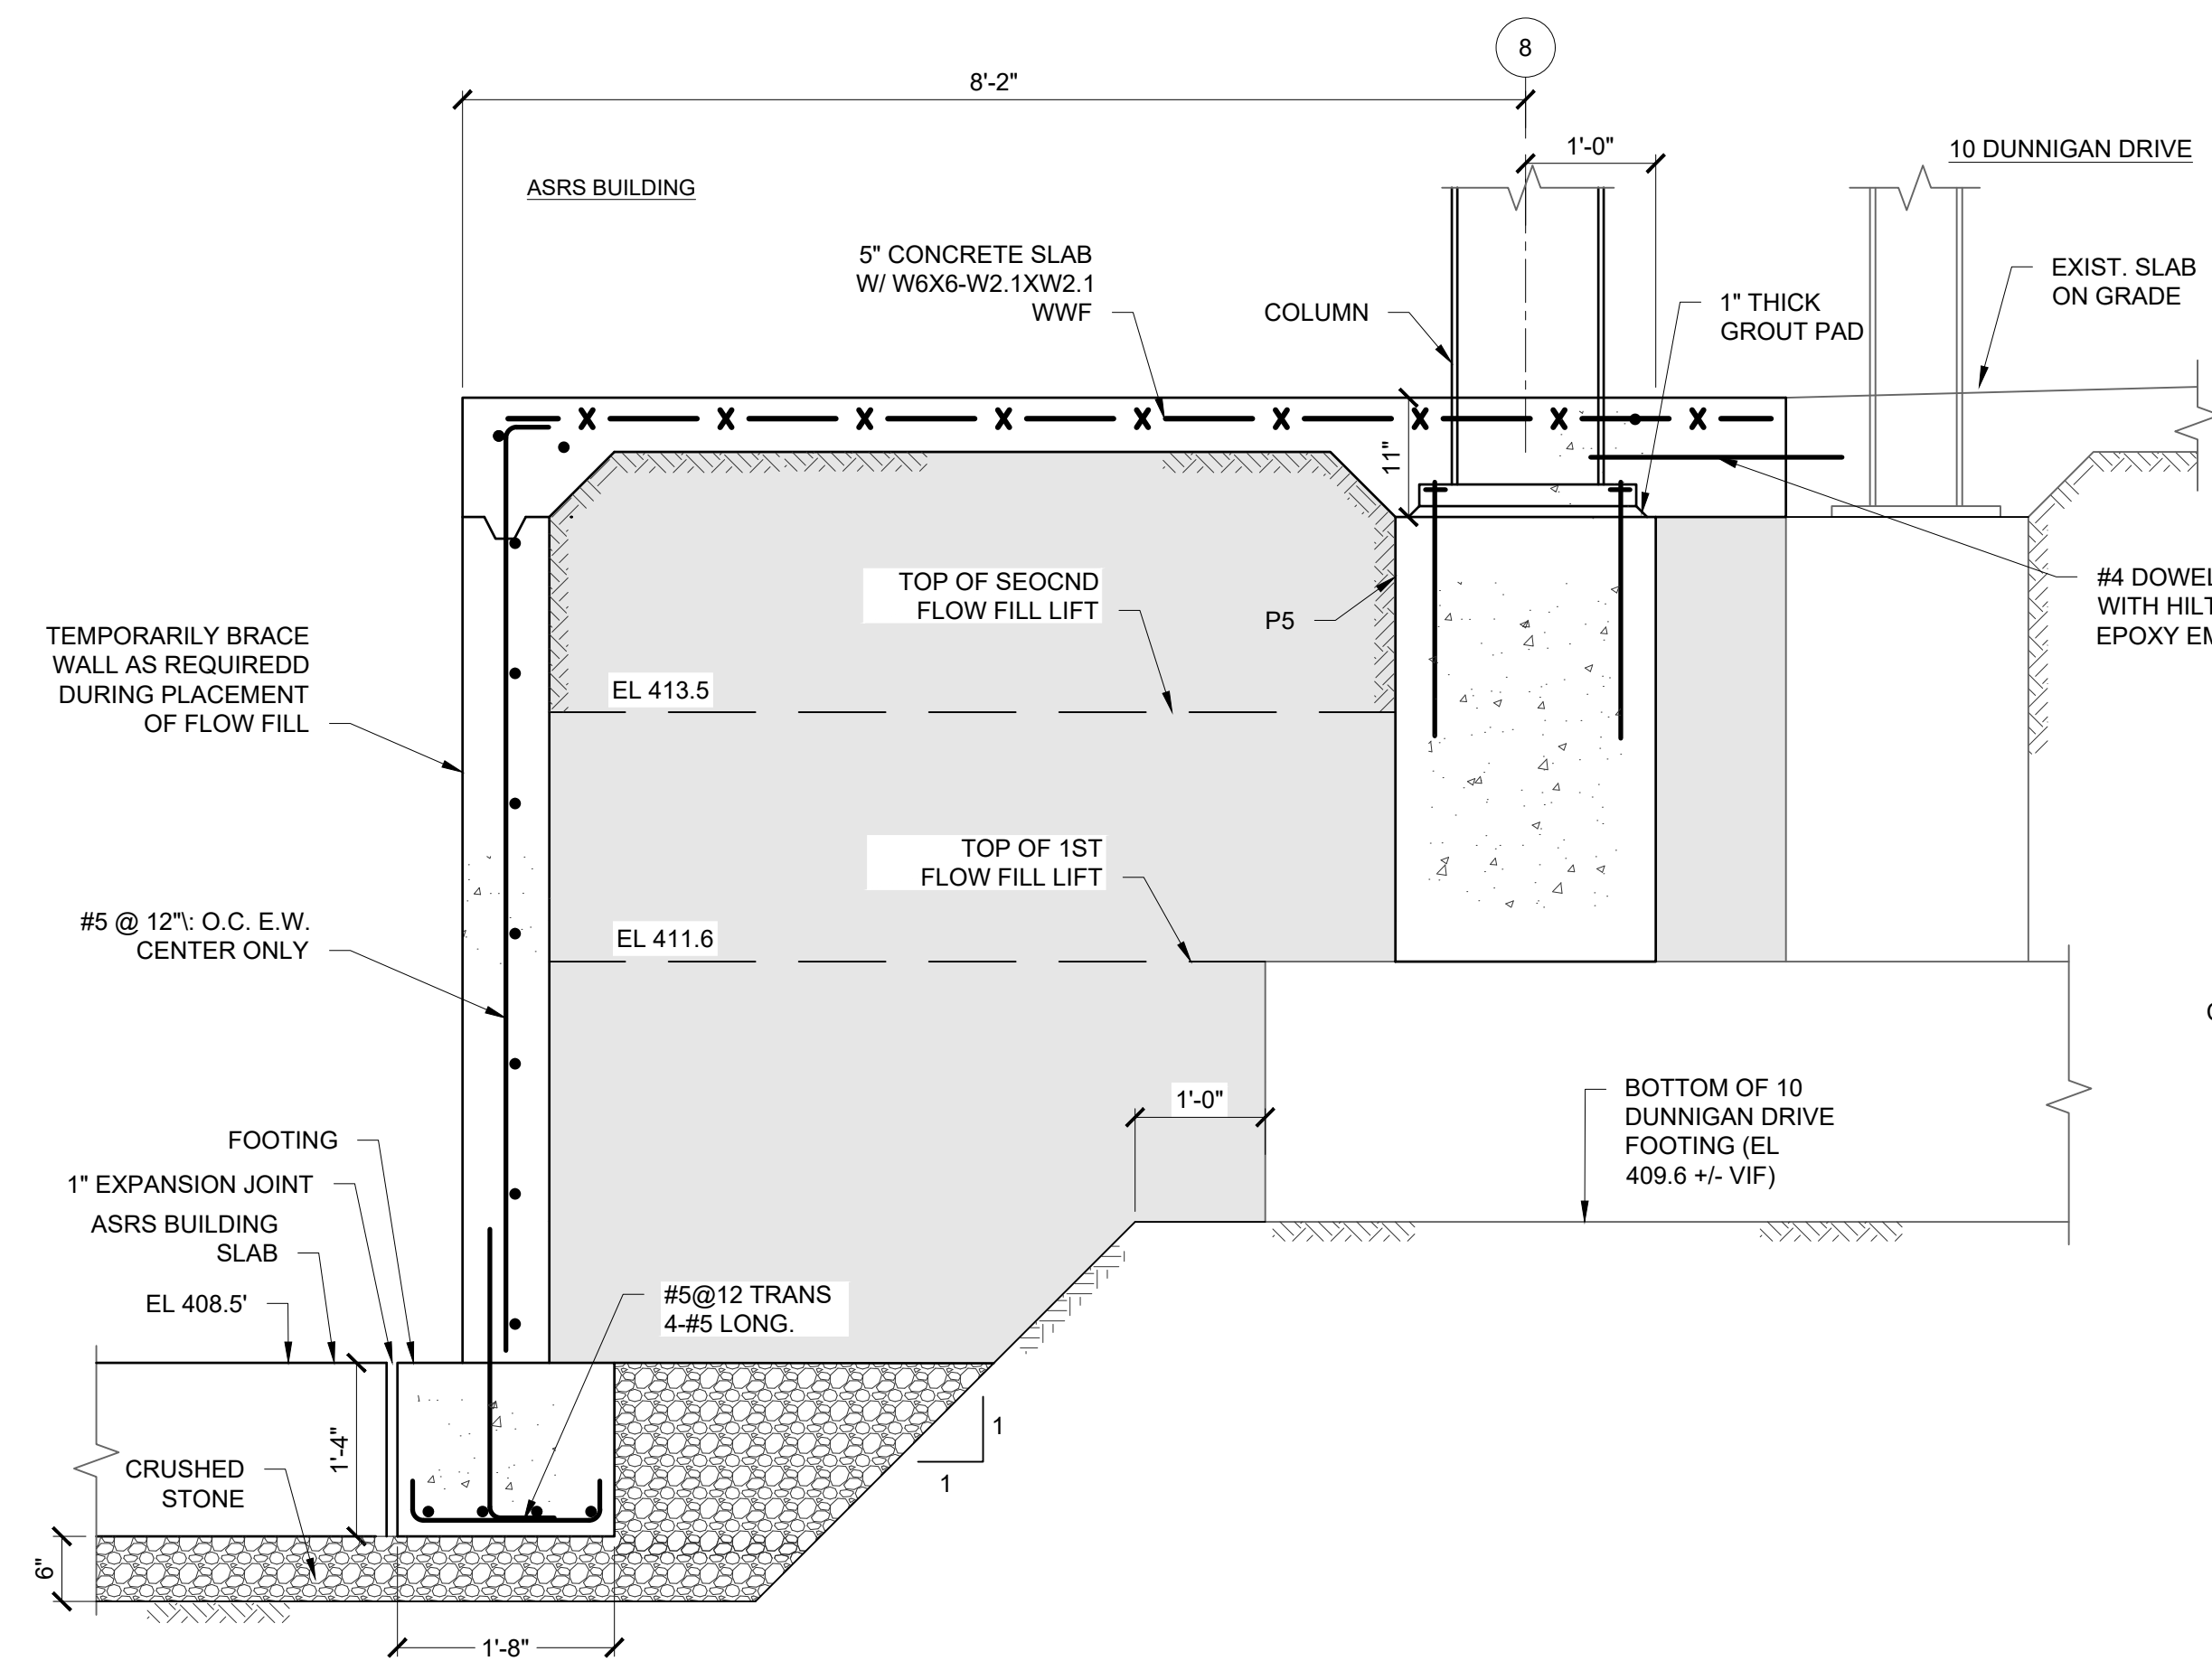 8
8'-2"
1'-0"
10 DUNNIGAN DRIVE
ASRS BUILDING
5" CONCRETE SLAB
W/ W6X6-W2.1XW2.1
WWF
COLUMN
1" THICK
GROUT PAD
EXIST. SLAB
ON GRADE
11"
TOP OF SEOCND
FLOW FILL LIFT
P5
#4 DOWEL
WITH HILT
EPOXY EM
TEMPORARILY BRACE
WALL AS REQUIREDD
DURING PLACEMENT
OF FLOW FILL
EL 413.5
TOP OF 1ST
FLOW FILL LIFT
#5 @ 12"\: O.C. E.W.
CENTER ONLY
EL 411.6
1'-0"
BOTTOM OF 10
DUNNIGAN DRIVE
FOOTING (EL
409.6 +/- VIF)
FOOTING
1" EXPANSION JOINT
ASRS BUILDING
SLAB
EL 408.5'
#5@12 TRANS
4-#5 LONG.
1'-4"
1
1
CRUSHED
STONE
6"
1'-8"